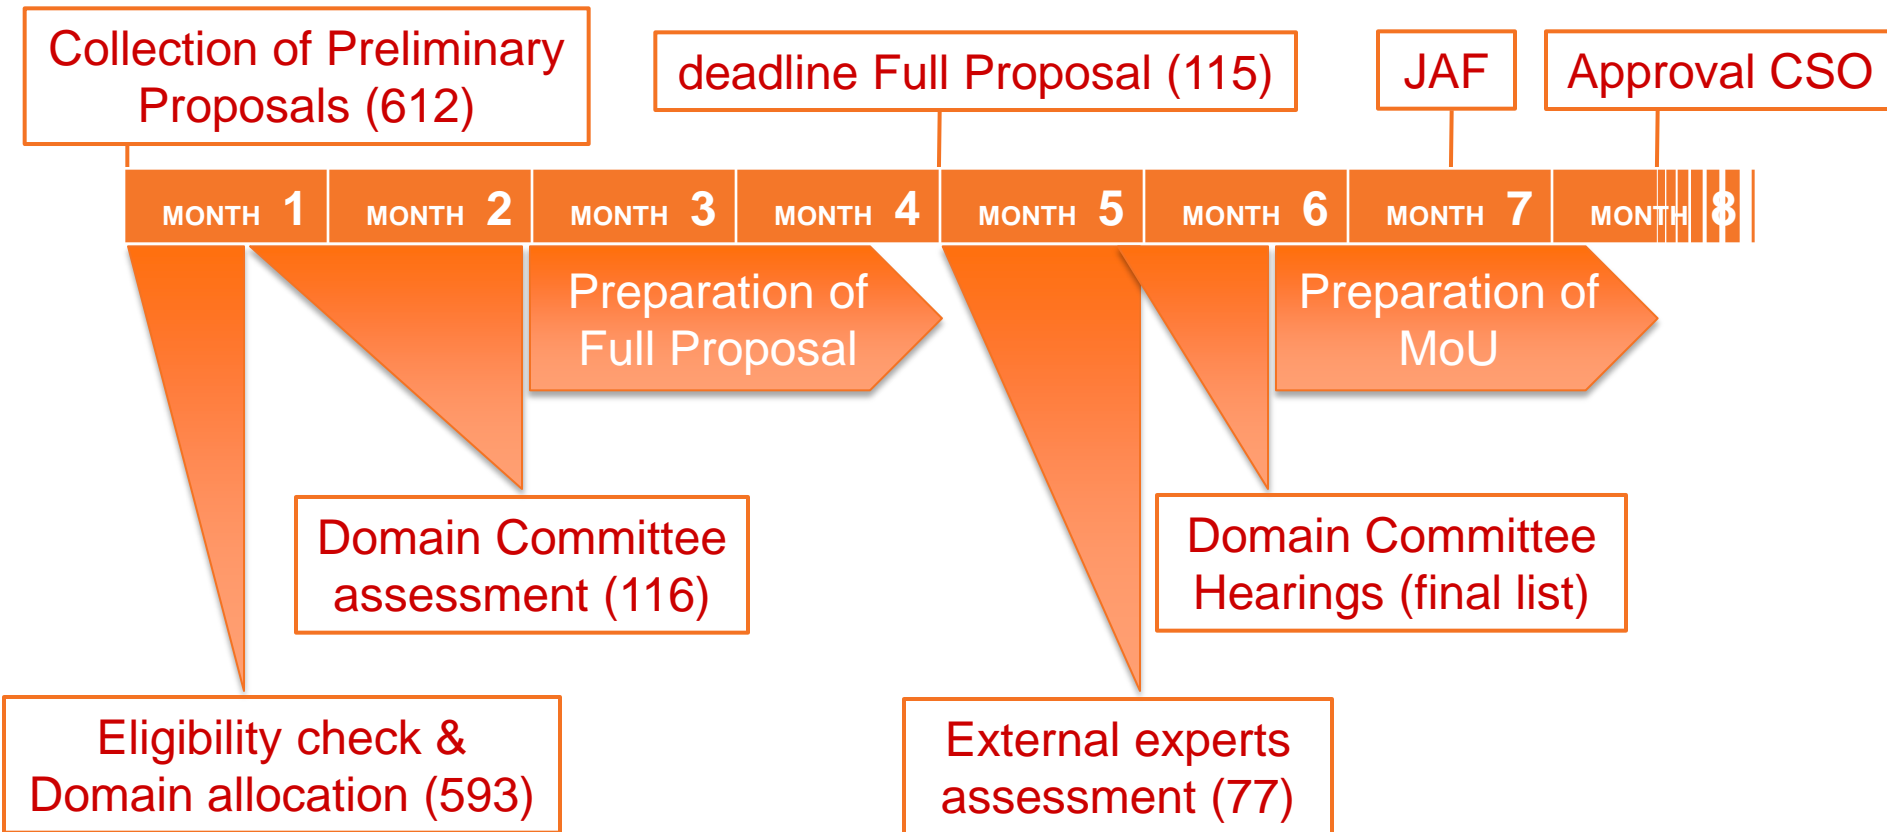 Collection of Preliminary
Proposals (612)
deadline Full Proposal (115)
JAF
Approval CSO
MONTH 1
MONTH 2
MONTH 3
MONTH 4
MONTH 5
MONTH 6
MONTH 7
MONTH 8
Preparation of
Full Proposal
Preparation of
MoU
Domain Committee
assessment (116)
Domain Committee
Hearings (final list)
Eligibility check &
Domain allocation (593)
External experts
assessment (77)